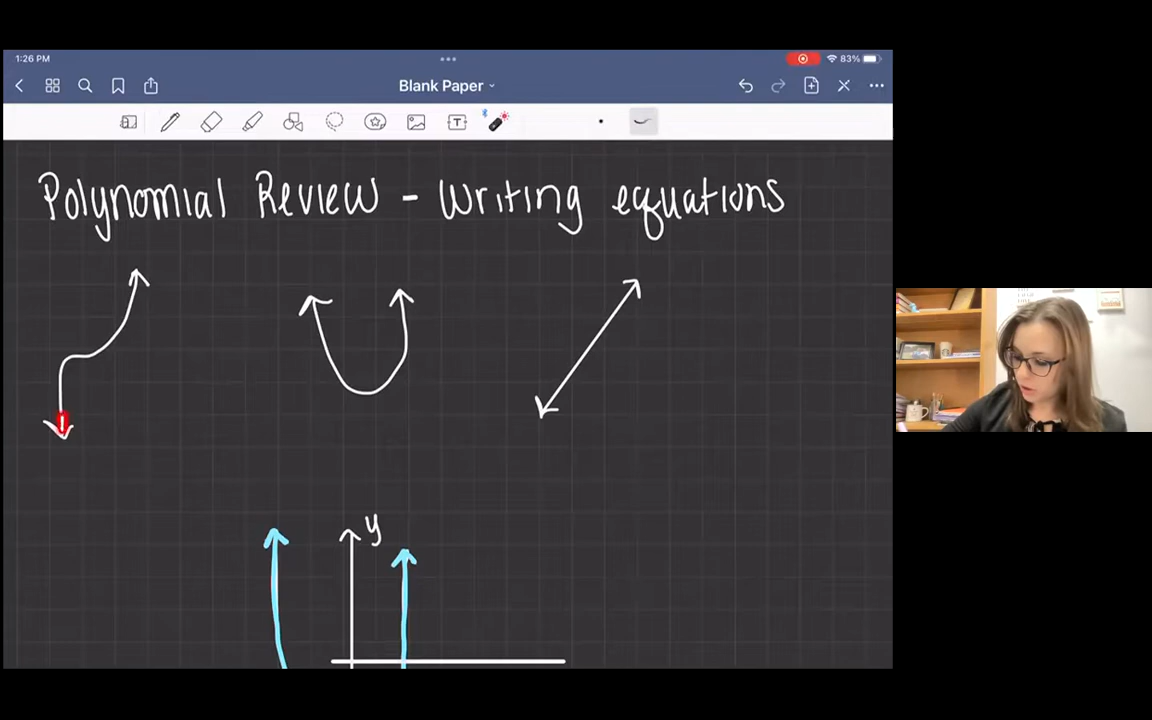 1:26 PM
83%
Blank Paper
T
Polynomial Review - Writing equations
y